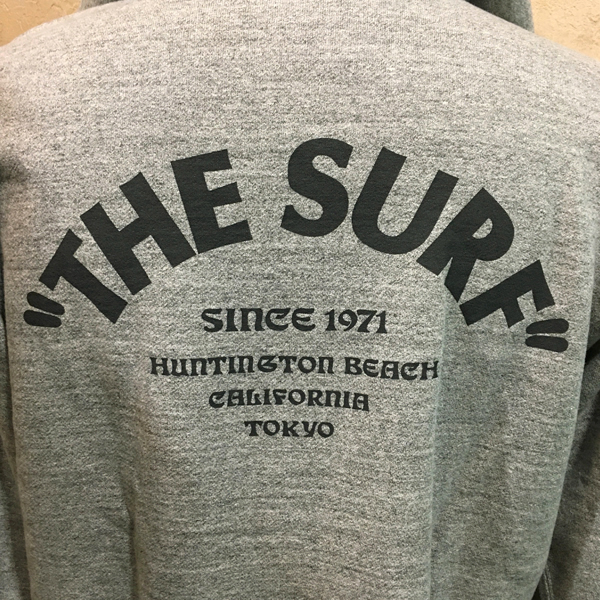 "THE SURF"
SINCE 1971
HUNTINGTON BEACH
CALIFORNIA
TOKYO